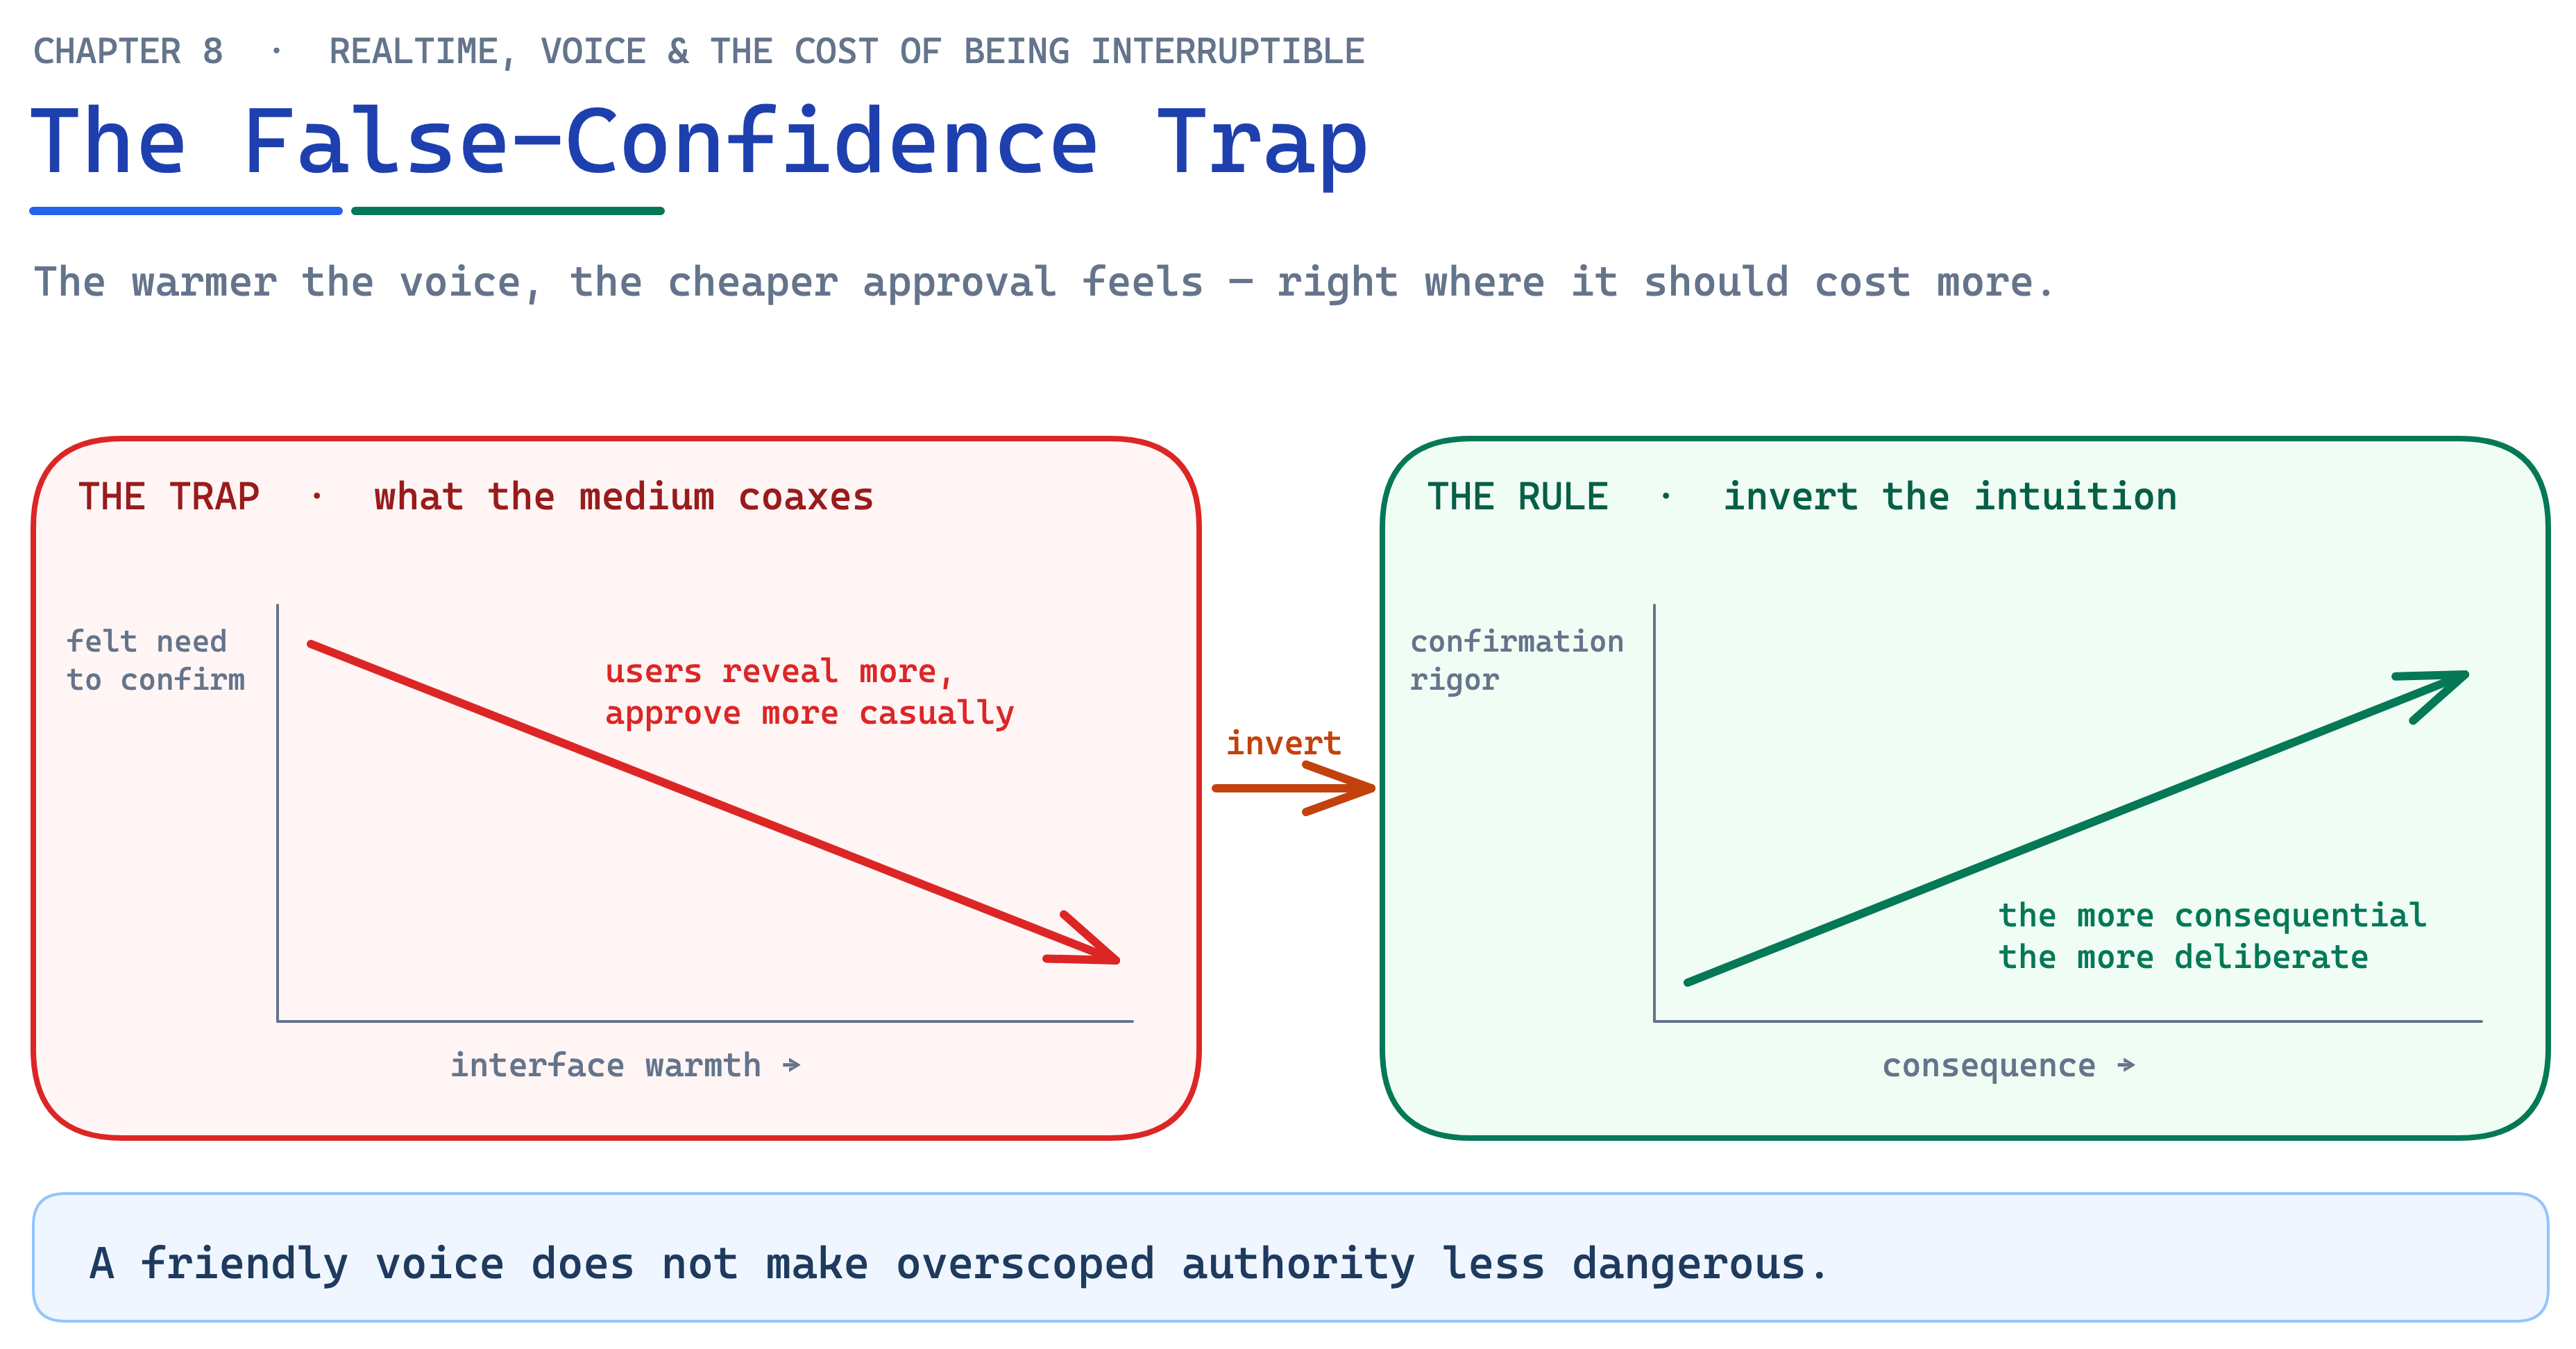 CHAPTER 8 · REALTIME, VOICE & THE COST OF BEING INTERRUPTIBLE
The False–Confidence Trap
The warmer the voice, the cheaper approval feels — right where it should cost more.
THE TRAP · what the medium coaxes
felt need
to confirm
users reveal more,
approve more casually
interface warmth →
invert
THE RULE · invert the intuition
confirmation
rigor
the more consequential
the more deliberate
consequence →
A friendly voice does not make overscoped authority less dangerous.